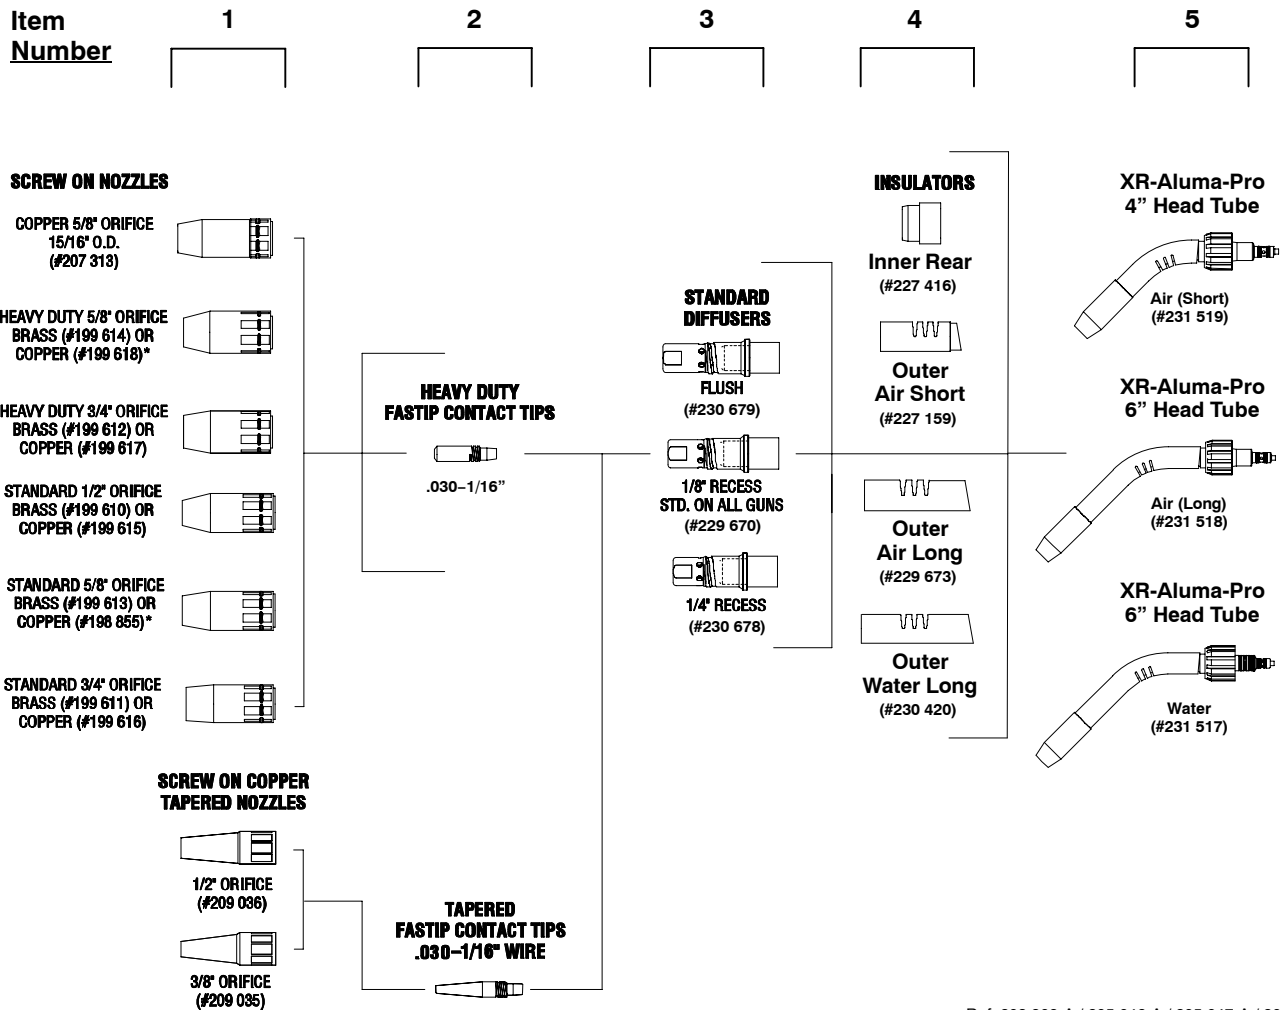 Item
Number
1
2
3
4
5
SCREW ON NOZZLES
COPPER 5/8" ORIFICE
15/16" O.D.
(#207 313)
HEAVY DUTY 5/8" ORIFICE
BRASS (#199 614) OR
COPPER (#199 618)*
HEAVY DUTY 3/4" ORIFICE
BRASS (#199 612) OR
COPPER (#199 617)
STANDARD 1/2" ORIFICE
BRASS (#199 610) OR
COPPER (#199 615)
STANDARD 5/8" ORIFICE
BRASS (#199 613) OR
COPPER (#198 855)*
STANDARD 3/4" ORIFICE
BRASS (#199 611) OR
COPPER (#199 616)
SCREW ON COPPER
TAPERED NOZZLES
1/2" ORIFICE
(#209 036)
3/8" ORIFICE
(#209 035)
HEAVY DUTY
FASTIP CONTACT TIPS
.030–1/16”
TAPERED
FASTIP CONTACT TIPS
.030–1/16" WIRE
STANDARD
DIFFUSERS
FLUSH
(#230 679)
1/8" RECESS
STD. ON ALL GUNS
(#229 670)
1/4" RECESS
(#230 678)
INSULATORS
Inner Rear
(#227 416)
Outer
Air Short
(#227 159)
Outer
Air Long
(#229 673)
Outer
Water Long
(#230 420)
XR-Aluma-Pro
4” Head Tube
Air (Short)
(#231 519)
XR-Aluma-Pro
6” Head Tube
Air (Long)
(#231 518)
XR-Aluma-Pro
6” Head Tube
Water
(#231 517)